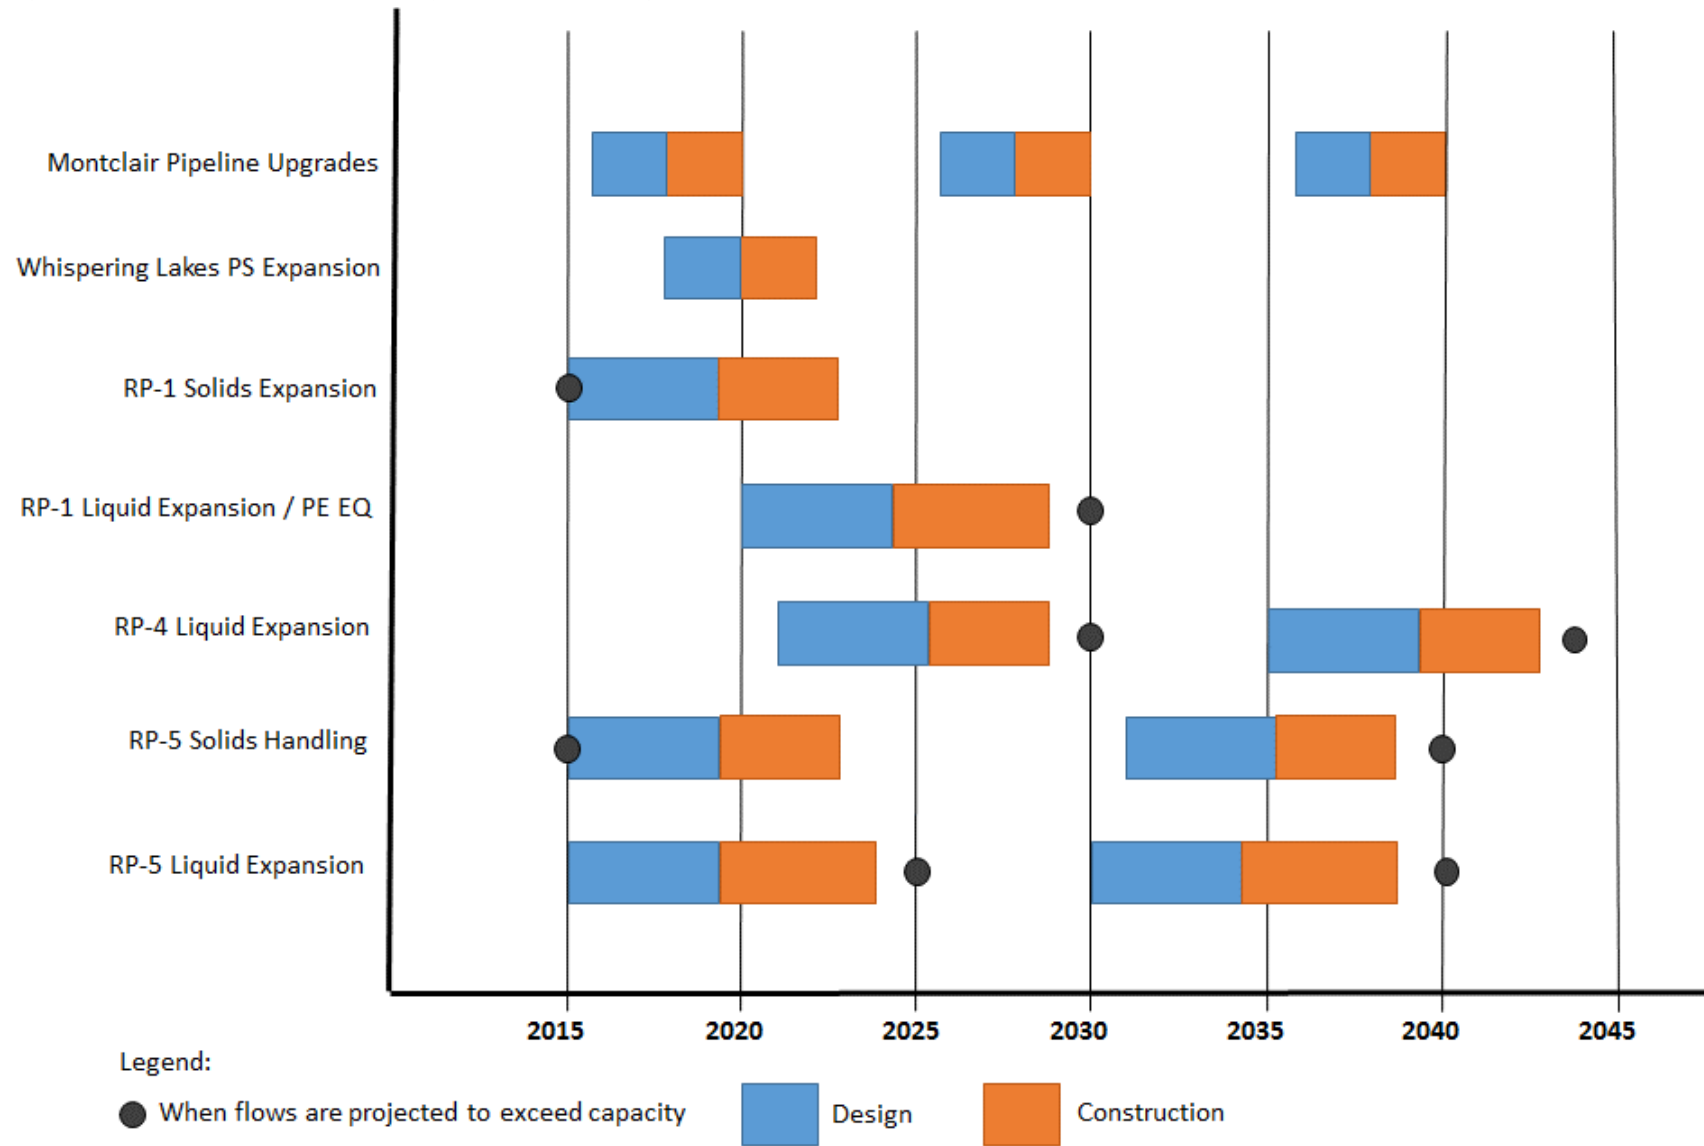 Montclair Pipeline Upgrades
Whispering Lakes PS Expansion
RP-1 Solids Expansion
RP-1 Liquid Expansion / PE EQ
RP-4 Liquid Expansion
RP-5 Solids Handling
RP-5 Liquid Expansion
2015 2020 2025 2030 2035 2040 2045
Legend:
When flows are projected to exceed capacity Design Construction